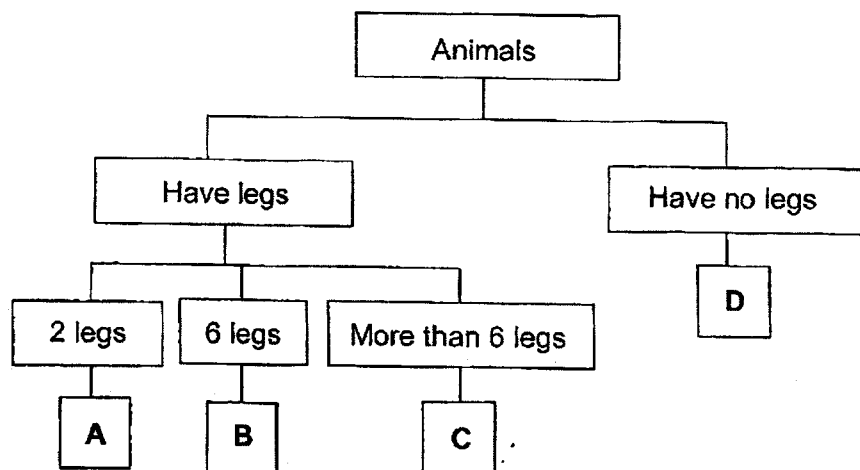 Animals
Have legs
Have no legs
2 legs
6 legs
More than 6 legs
D
A
B
C